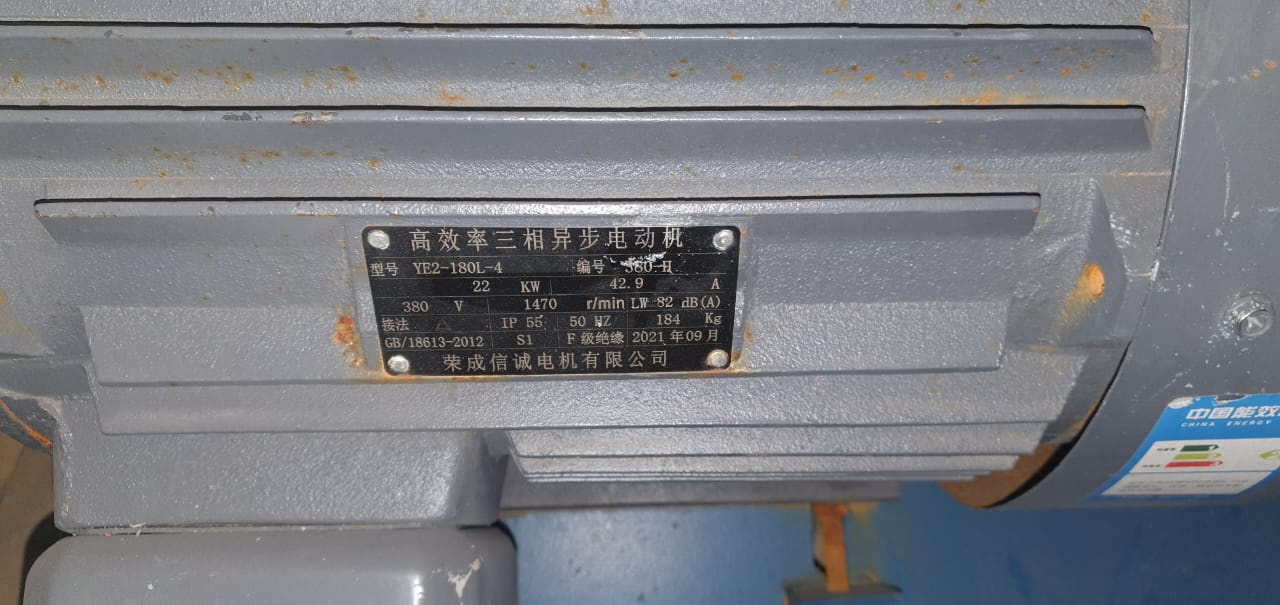 高效率三相异步电动机
型号 YE2-180L-4 编号 S80-H
22 KW 42.9 A
380 V 1470 r/min LW 82 dB(A)
接法 △ IP 55 50 HZ 184 Kg
GB/18613-2012 S1 F 级绝缘 2021 年 09 月
荣成信诚电机有限公司
中国能效
CHINA ENERGY